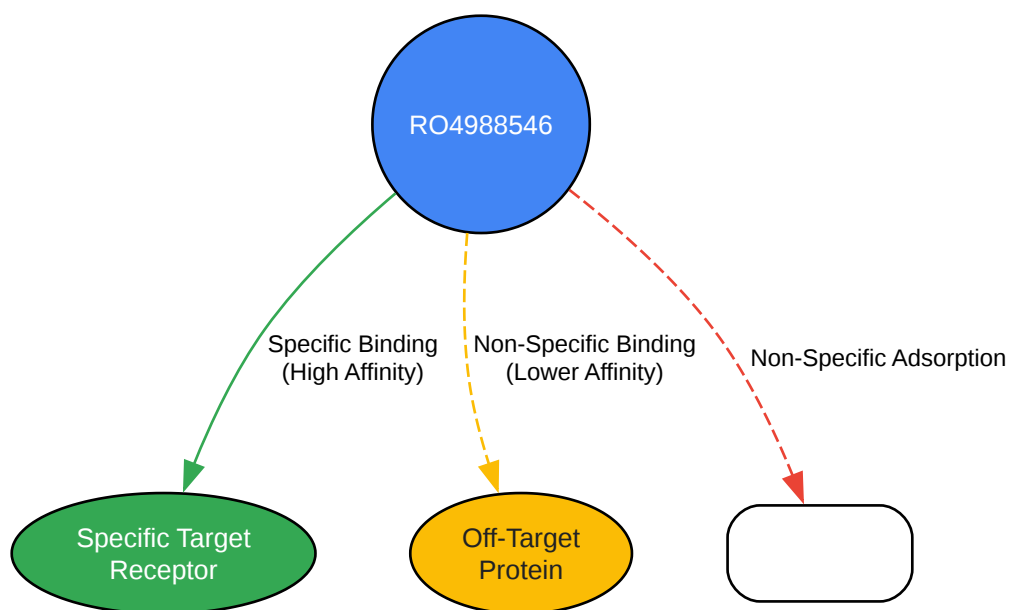 RO4988546
Specific Binding
(High Affinity)
Non-Specific Binding
(Lower Affinity)
Non-Specific Adsorption
Specific Target
Receptor
Off-Target
Protein